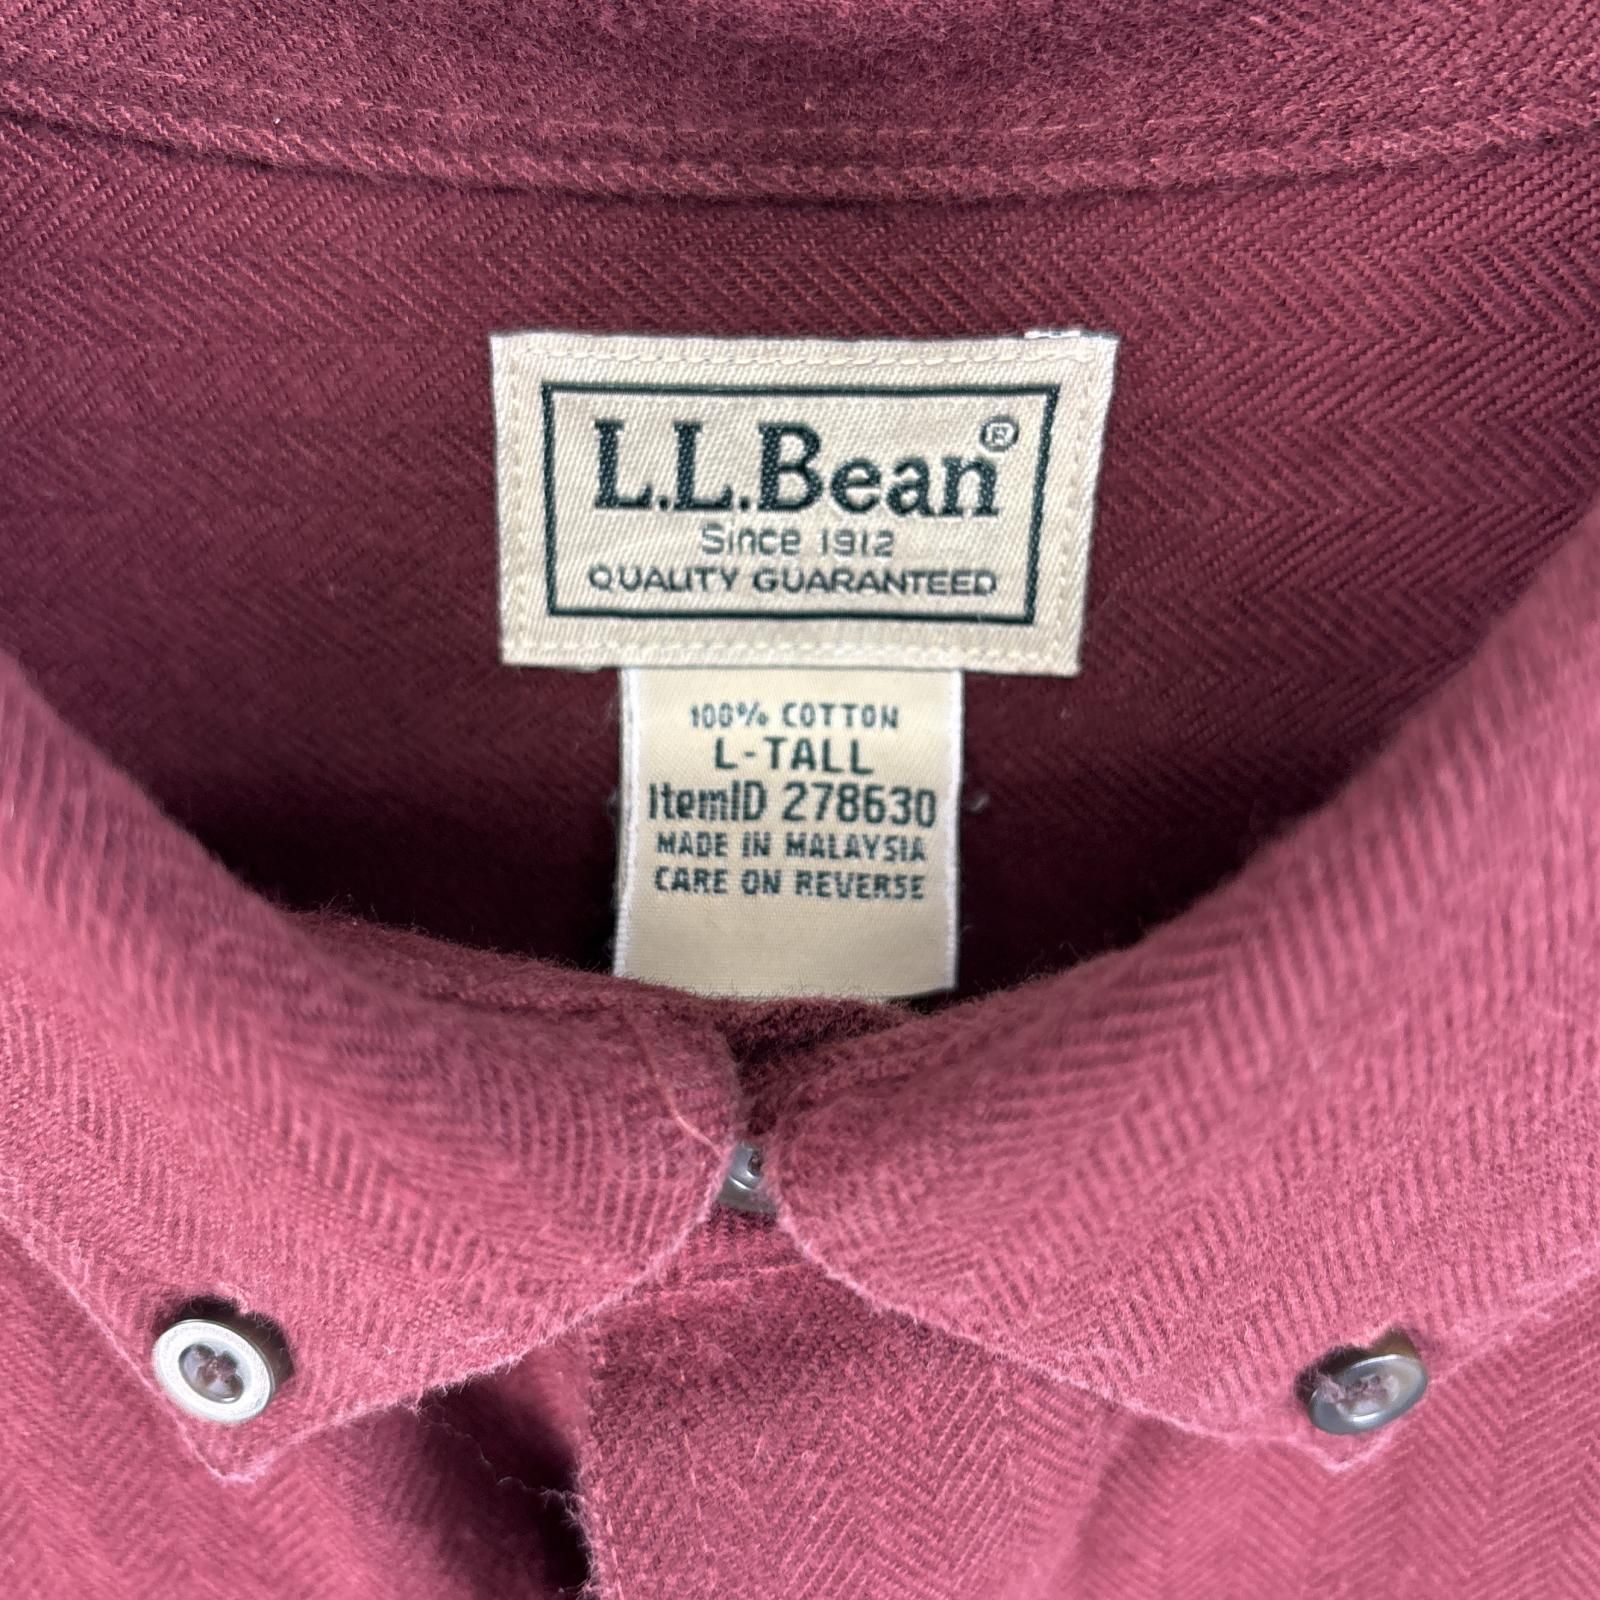 L.L.Bean®
Since 1912
QUALITY GUARANTEED
100% COTTON
L-TALL
ItemID 278630
MADE IN MALAYSIA
CARE ON REVERSE